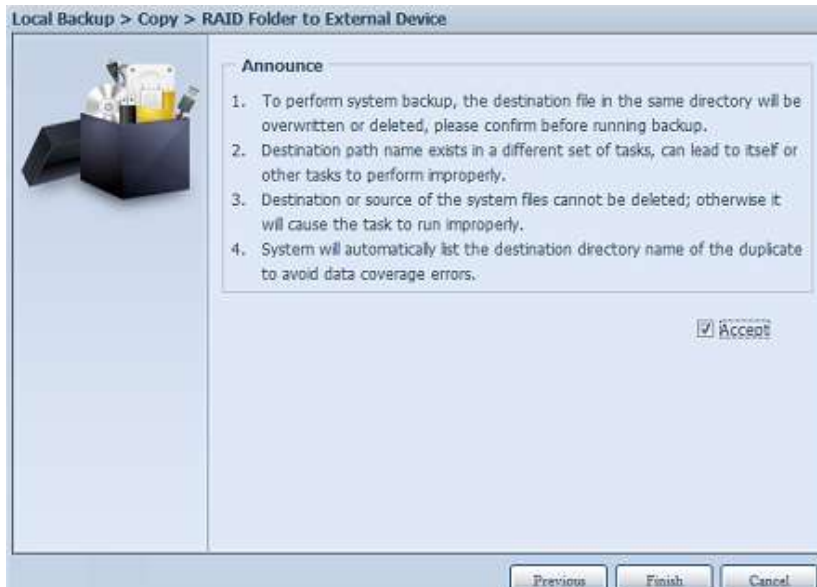 Local Backup > Copy > RAID Folder to External Device
Announce
1. To perform system backup, the destination file in the same directory will be
overwritten or deleted, please confirm before running backup.
2. Destination path name exists in a different set of tasks, can lead to itself or
other tasks to perform improperly.
3. Destination or source of the system files cannot be deleted; otherwise it
will cause the task to run improperly.
4. System will automatically list the destination directory name of the duplicate
to avoid data coverage errors.
Accept
Previous Finish Cancel